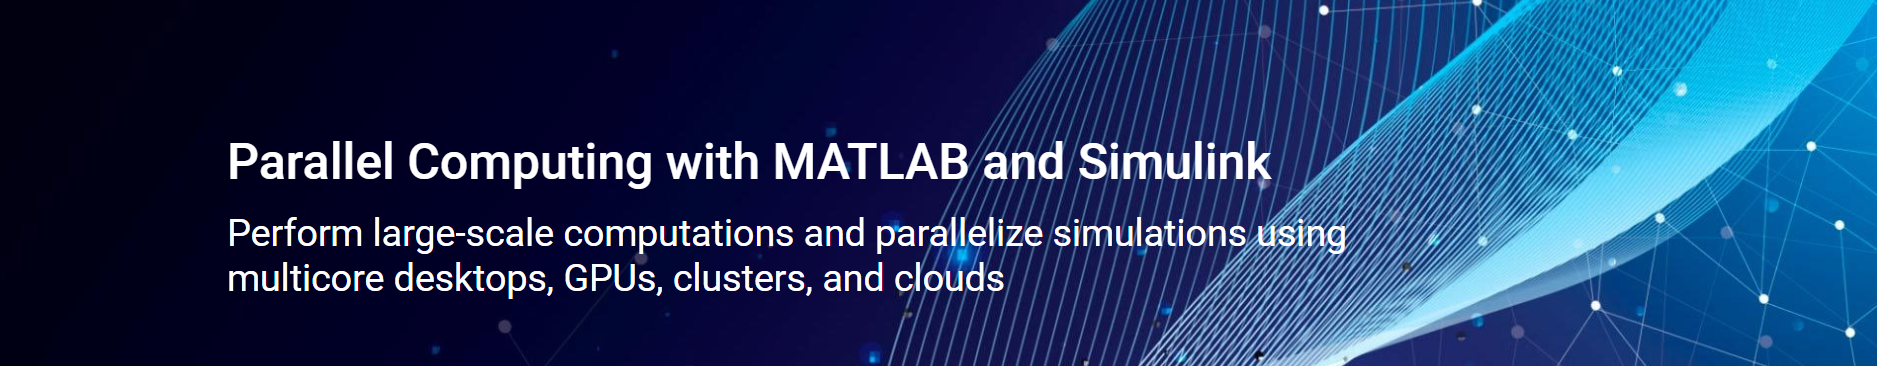 Parallel Computing with MATLAB and Simulink
Perform large-scale computations and parallelize simulations using
multicore desktops, GPUs, clusters, and clouds